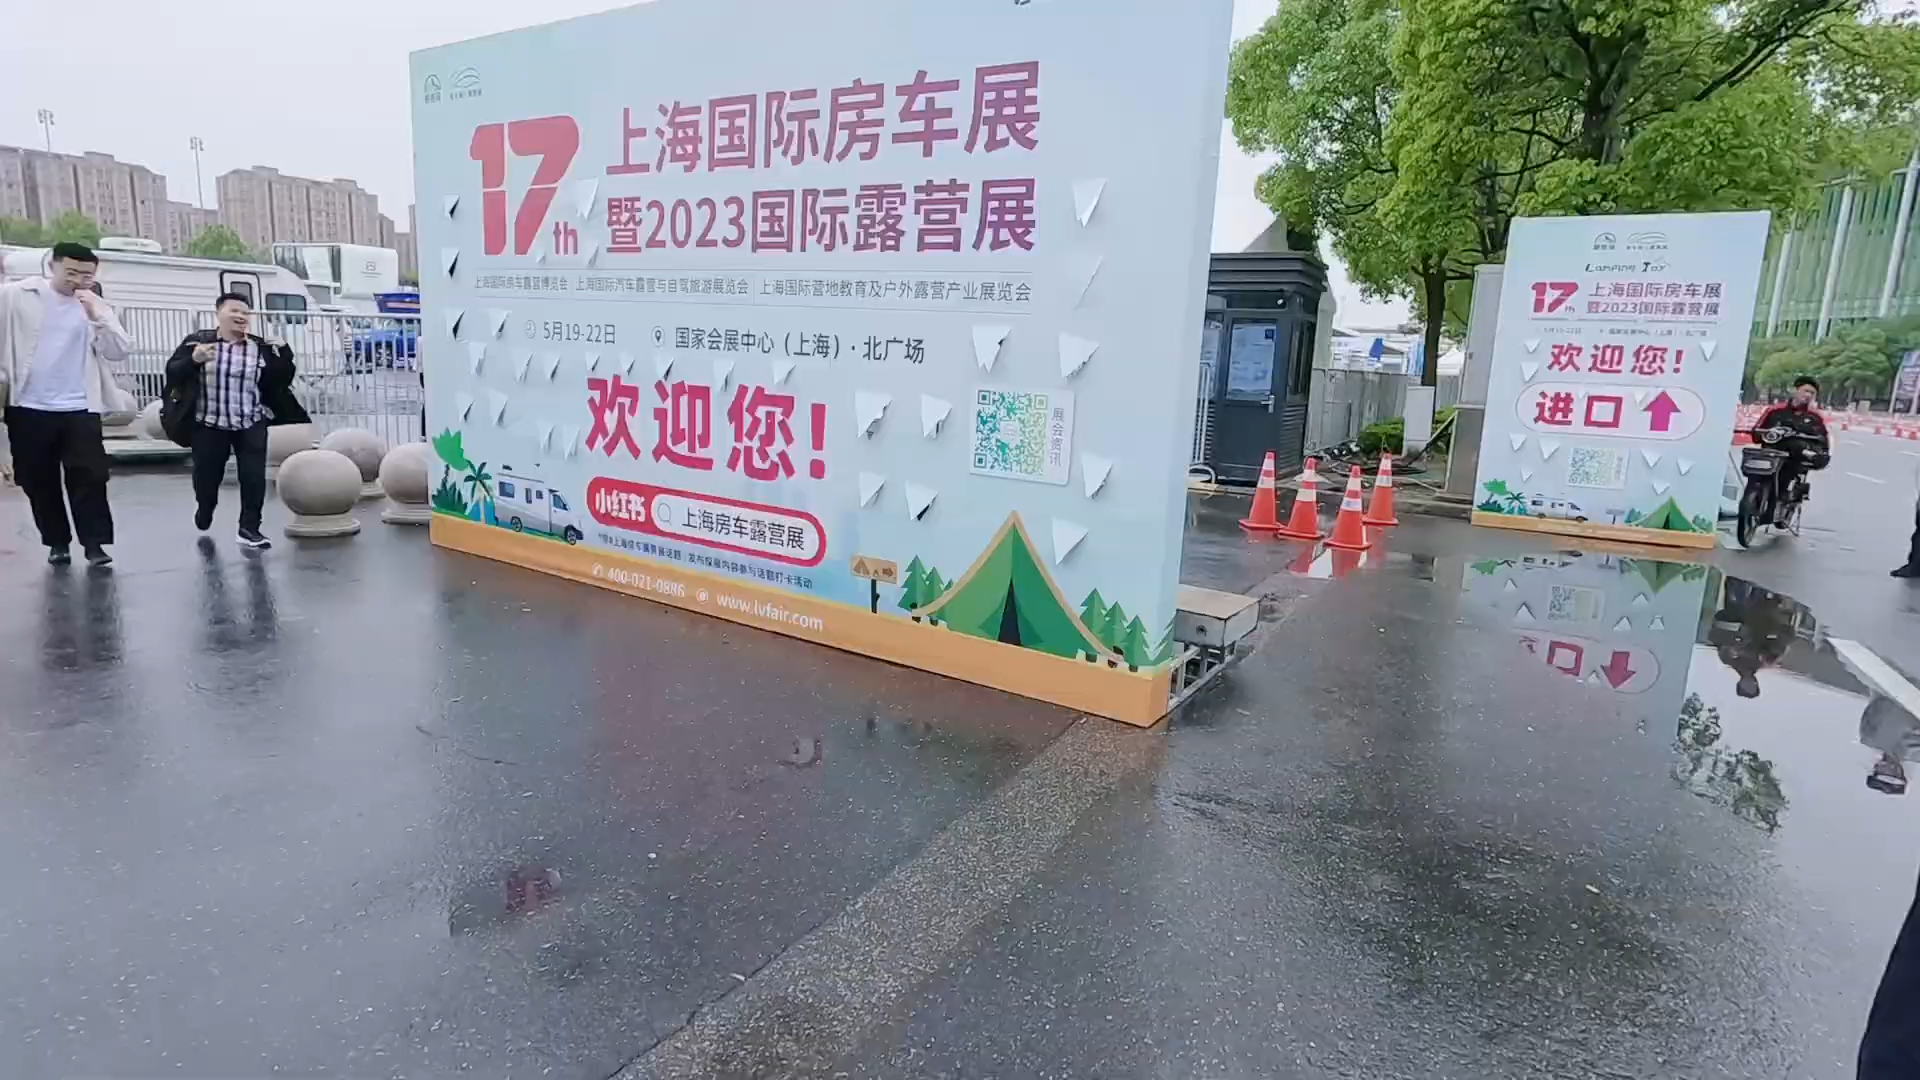 17th
上海国际房车展
暨2023国际露营展
上海国际房车露营博览会 上海国际汽车露营与自驾旅游展览会 上海国际营地教育及户外露营产业展览会
5月19-22日 国家会展中心（上海）·北广场
欢迎您!
展会资讯
小红书 上海房车露营展
400-021-0886 www.lvfair.com
17th
上海国际房车展
暨2023国际露营展
欢迎您!
进口